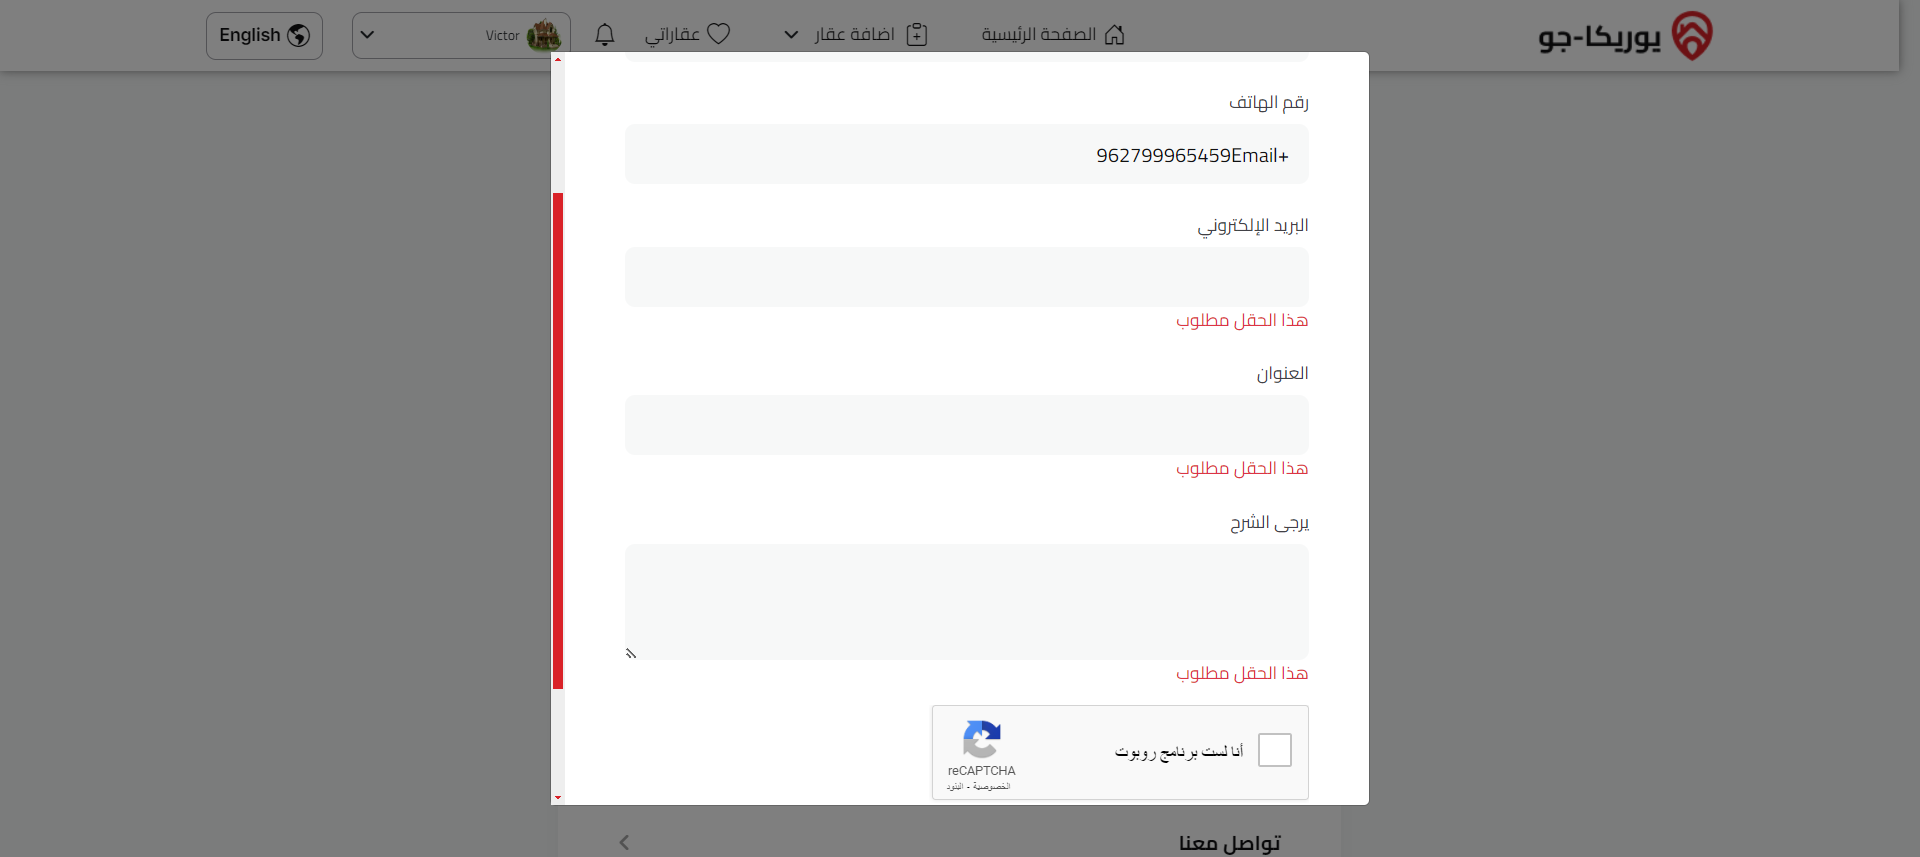 يوريكا-جو
الصفحة الرئيسية
اضافة عقار
عقاراتي
Victor
English
رقم الهاتف
962799965459Email+
البريد الإلكتروني
هذا الحقل مطلوب
العنوان
هذا الحقل مطلوب
يرجى الشرح
هذا الحقل مطلوب
أنا لست برنامج روبوت
reCAPTCHA
الخصوصية - البنود
تواصل معنا